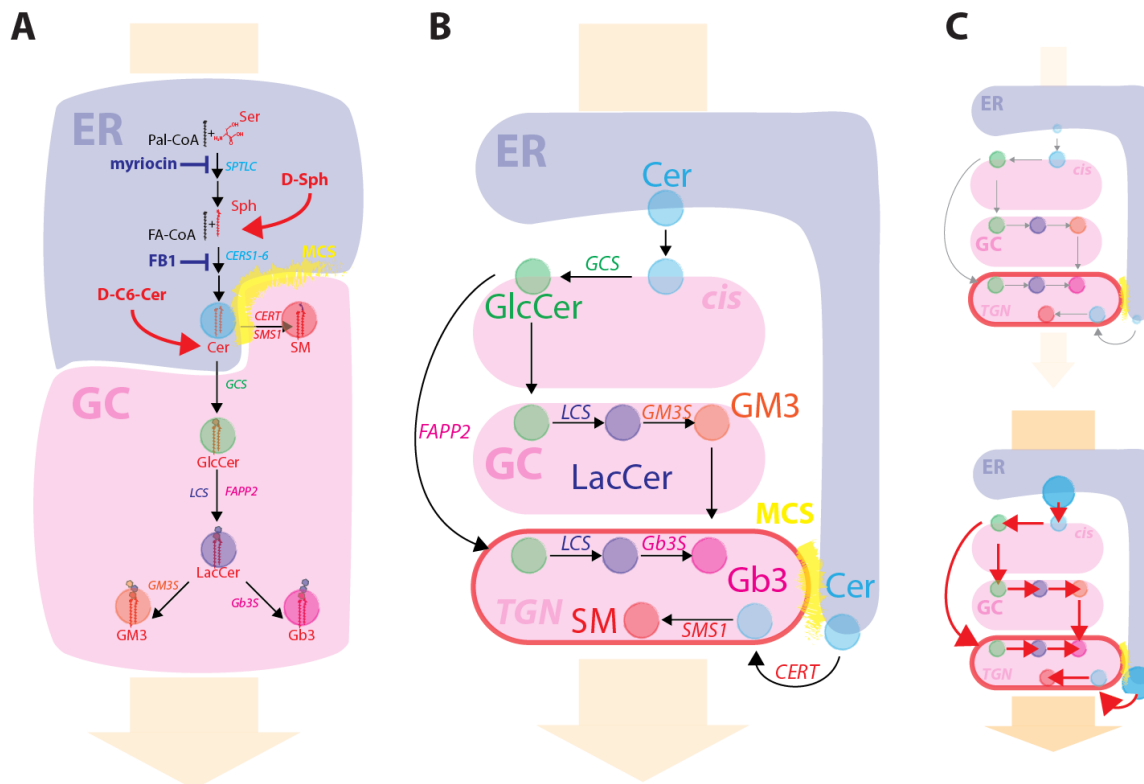 A
ER
Ser
Pal-CoA
+
myriocin
SPTLC
D-Sph
Sph
FA-CoA
+
FB1
CERS1-6
MCS
D-C6-Cer
CERT
Cer
SMS1
SM
GCS
GC
GlcCer
LCS
FAPP2
LacCer
GM3S
Gb3S
GM3
Gb3
B
ER
Cer
GCS
GlcCer
cis
FAPP2
LCS
GM3S
GM3
GC
LacCer
MCS
LCS
Gb3S
Gb3
Cer
TGN
SM
SMS1
CERT
C
ER
cis
GC
TGN
ER
cis
GC
TGN